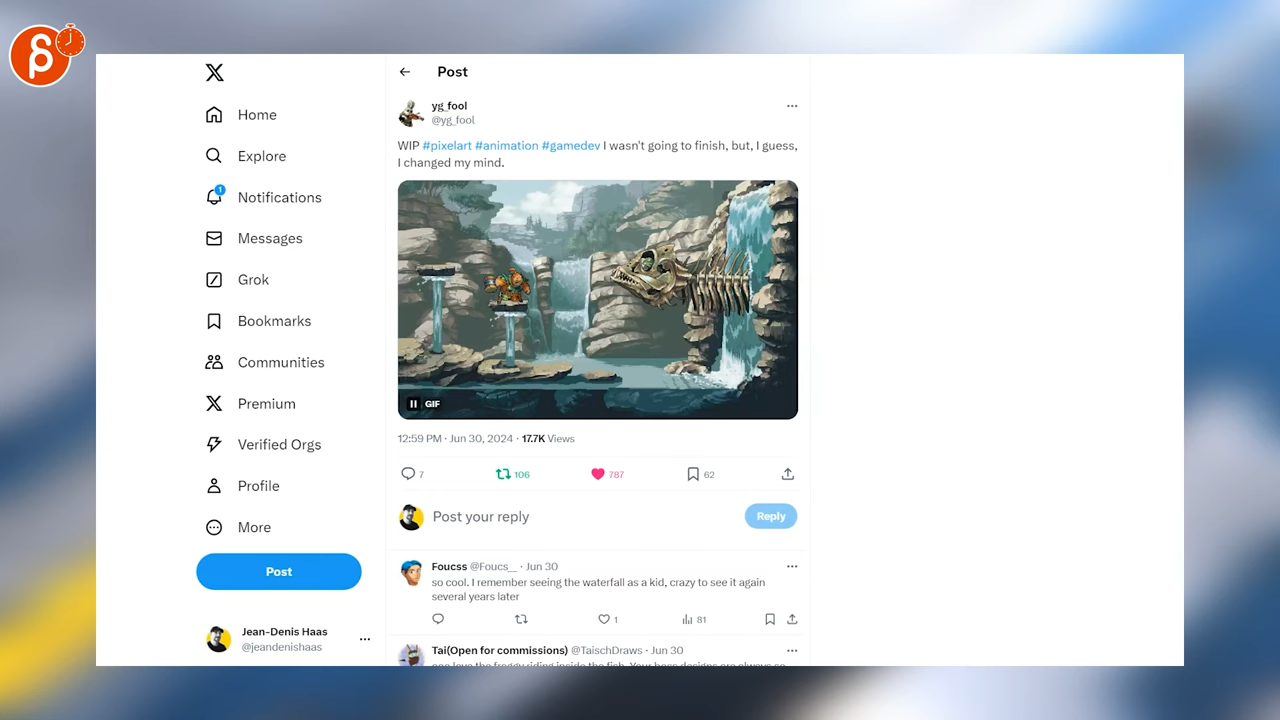 Post
yg_fool
@yg_fool
WIP #pixelart #animation #gamedev I wasn't going to finish, but, I guess,
I changed my mind.
GIF
12:59 PM · Jun 30, 2024 · 17.7K Views
7
106
787
62
Post your reply
Reply
Foucss @Foucs__ · Jun 30
so cool. I remember seeing the waterfall as a kid, crazy to see it again
several years later
1
81
Tai(Open for commissions) @TaischDraws · Jun 30
Home
Explore
1
Notifications
Messages
Grok
Bookmarks
Communities
Premium
Verified Orgs
Profile
More
Post
Jean-Denis Haas
@jeandenishaas